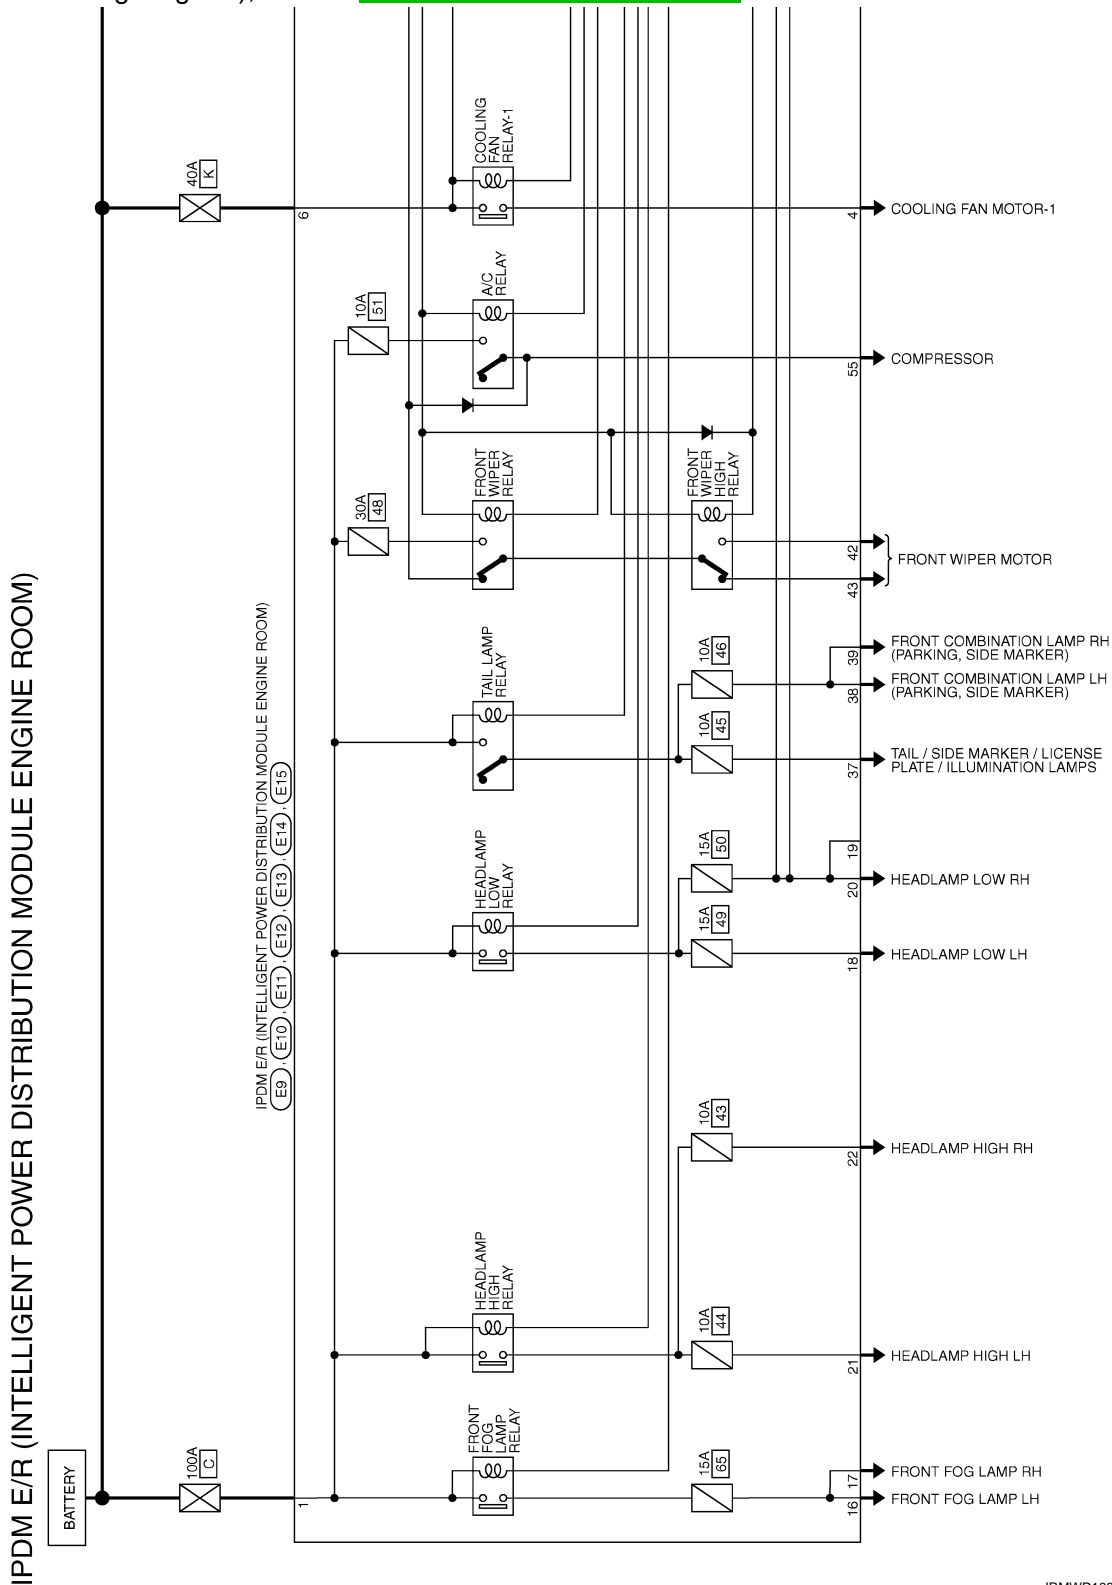 IPDM E/R (INTELLIGENT POWER DISTRIBUTION MODULE ENGINE ROOM)
BATTERY
100A
C
40A
K
IPDM E/R (INTELLIGENT POWER DISTRIBUTION MODULE ENGINE ROOM)
E9 , E10 , E11 , E12 , E13 , E14 , E15
6
COOLING
FAN
RELAY-1
4
COOLING FAN MOTOR-1
10A
51
A/C
RELAY
55
COMPRESSOR
30A
48
FRONT
WIPER
RELAY
FRONT
WIPER
HIGH
RELAY
42
43
FRONT WIPER MOTOR
TAIL LAMP
RELAY
10A
46
39
FRONT COMBINATION LAMP RH
(PARKING, SIDE MARKER)
38
FRONT COMBINATION LAMP LH
(PARKING, SIDE MARKER)
10A
45
37
TAIL / SIDE MARKER / LICENSE
PLATE / ILLUMINATION LAMPS
HEADLAMP
LOW
RELAY
15A
50
19
20
HEADLAMP LOW RH
15A
49
18
HEADLAMP LOW LH
10A
43
22
HEADLAMP HIGH RH
HEADLAMP
HIGH
RELAY
10A
44
21
HEADLAMP HIGH LH
1
FRONT
FOG
LAMP
RELAY
15A
65
17
FRONT FOG LAMP RH
16
FRONT FOG LAMP LH